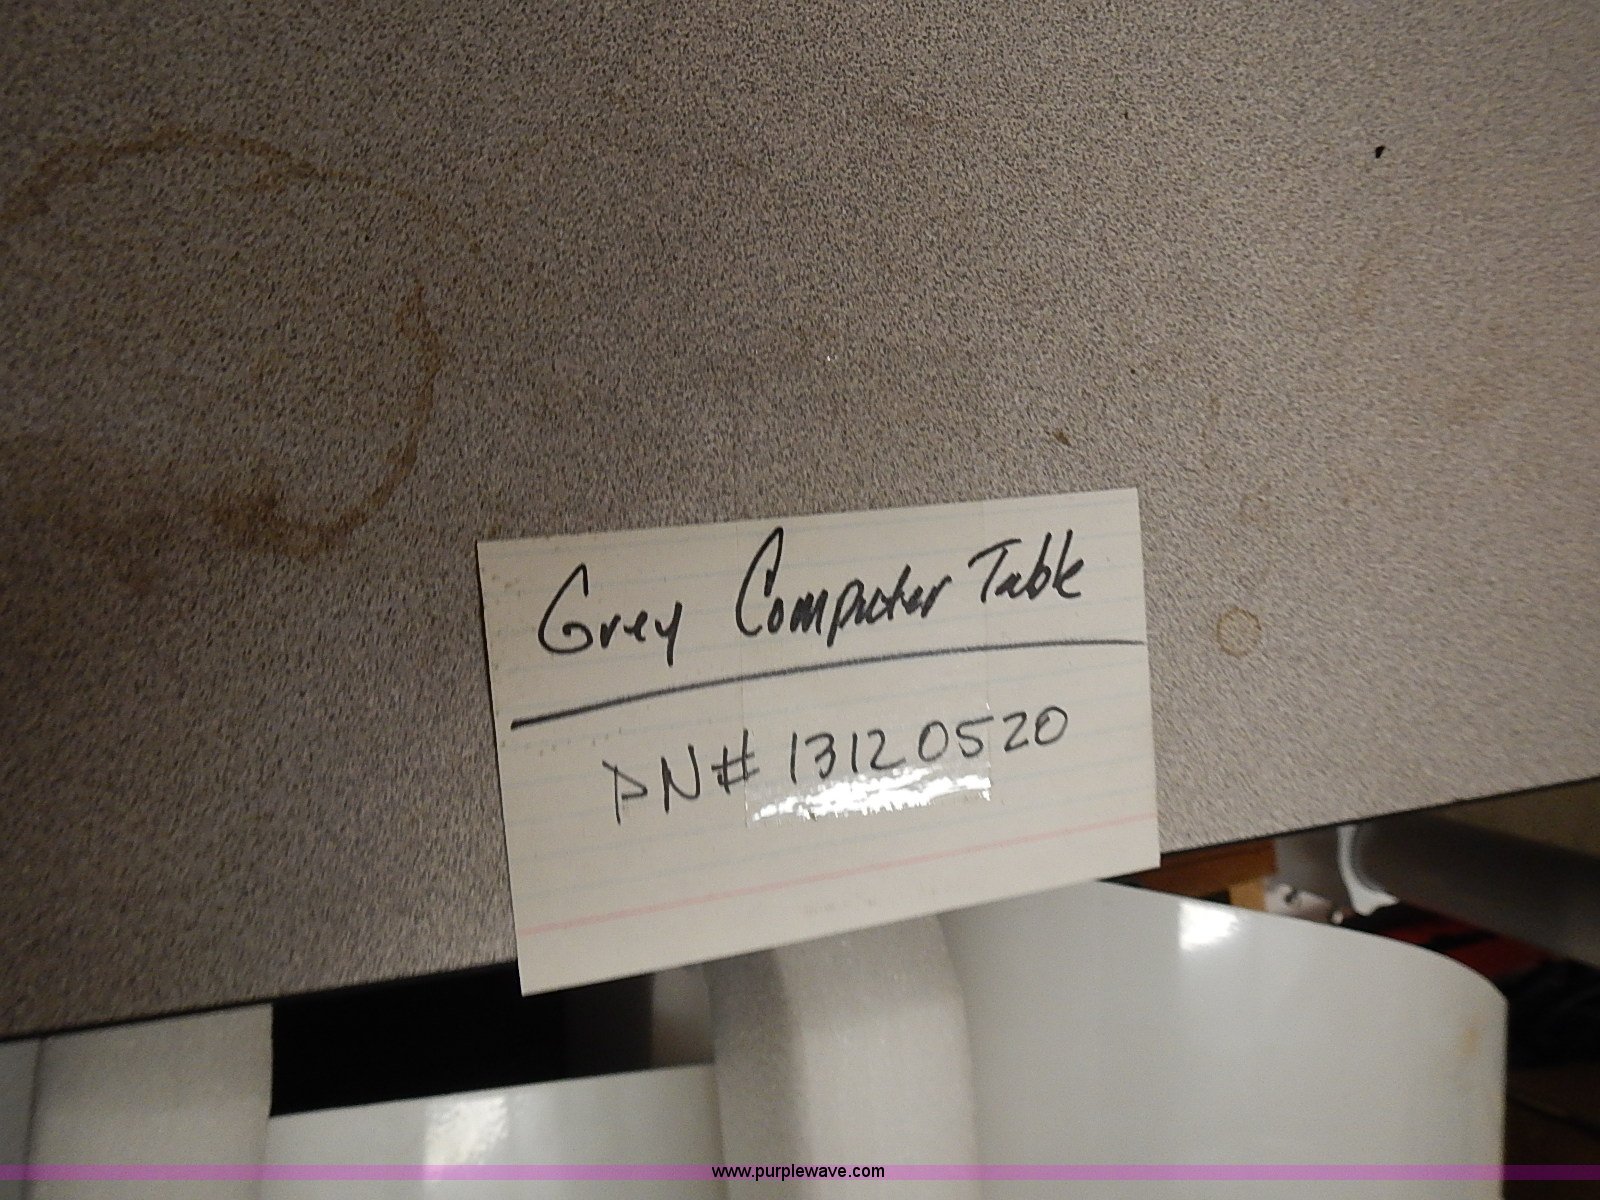 Grey Computer Table
PN# 13120520
www.purplewave.com